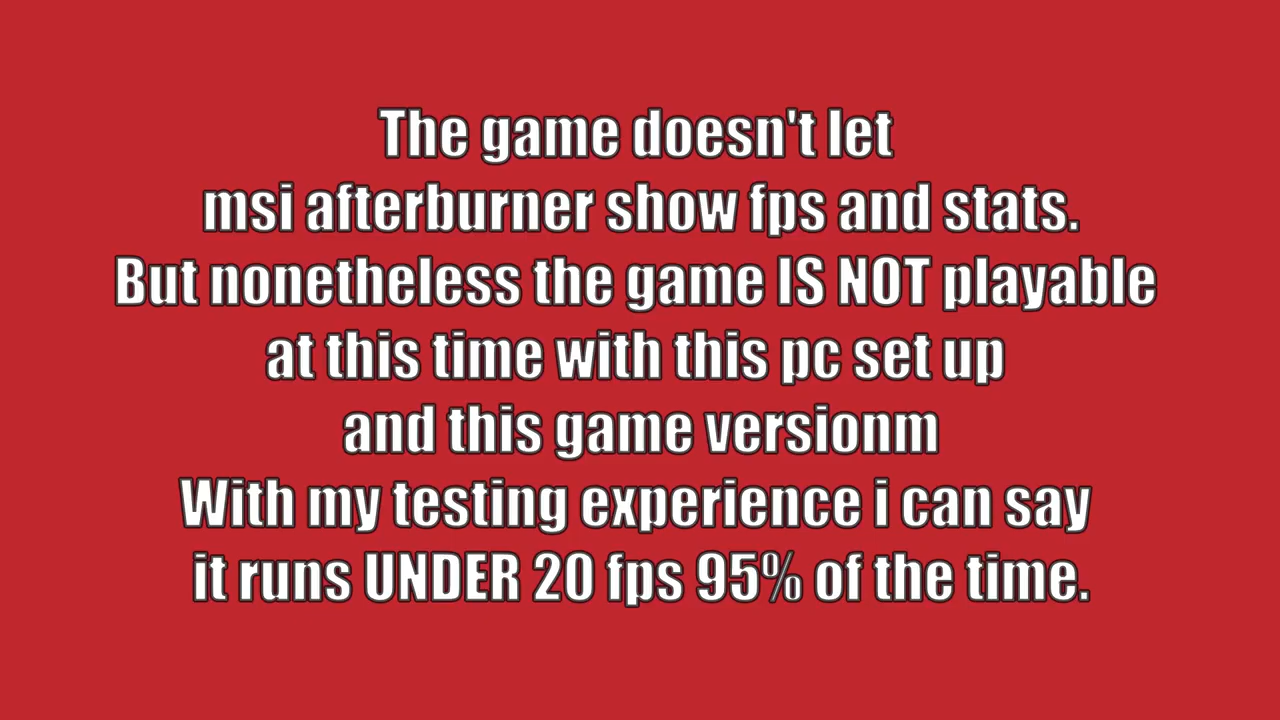 The game doesn't let
msi afterburner show fps and stats.
But nonetheless the game IS NOT playable
at this time with this pc set up
and this game versionm
With my testing experience i can say
it runs UNDER 20 fps 95% of the time.